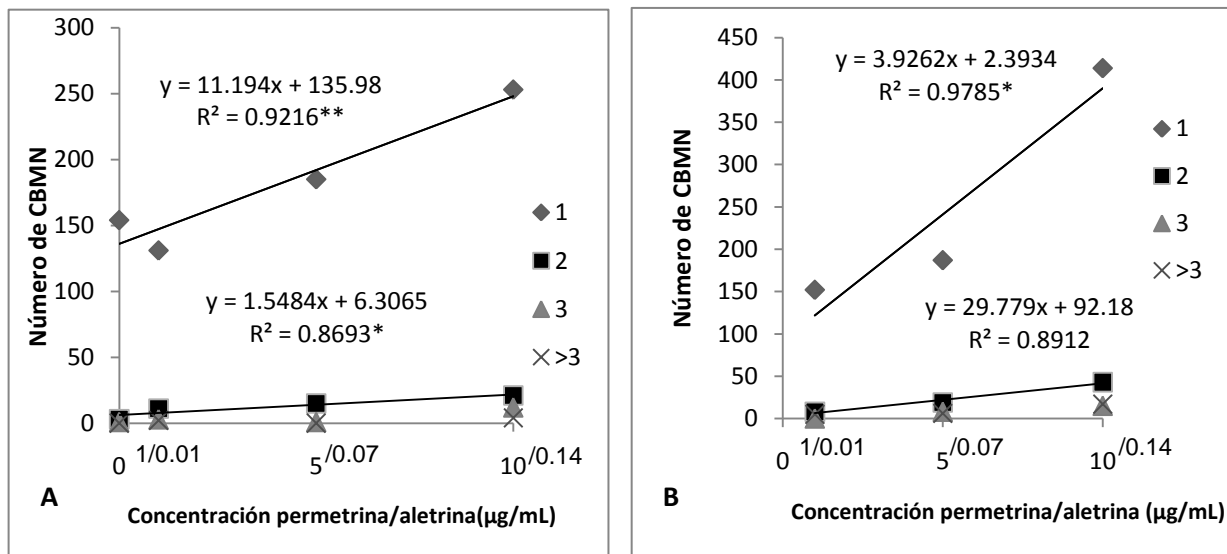 300
250
200
150
100
50
0
Número de CBMN
y = 11.194x + 135.98
R² = 0.9216**
y = 1.5484x + 6.3065
R² = 0.8693*
1
2
3
>3
0 1/0.01 5/0.07 10/0.14
A
Concentración permetrina/aletrina(µg/mL)
450
400
350
300
250
200
150
100
50
0
Número de CBMN
y = 3.9262x + 2.3934
R² = 0.9785*
y = 29.779x + 92.18
R² = 0.8912
1
2
3
>3
0 1/0.01 5/0.07 10/0.14
B
Concentración permetrina/aletrina (µg/mL)